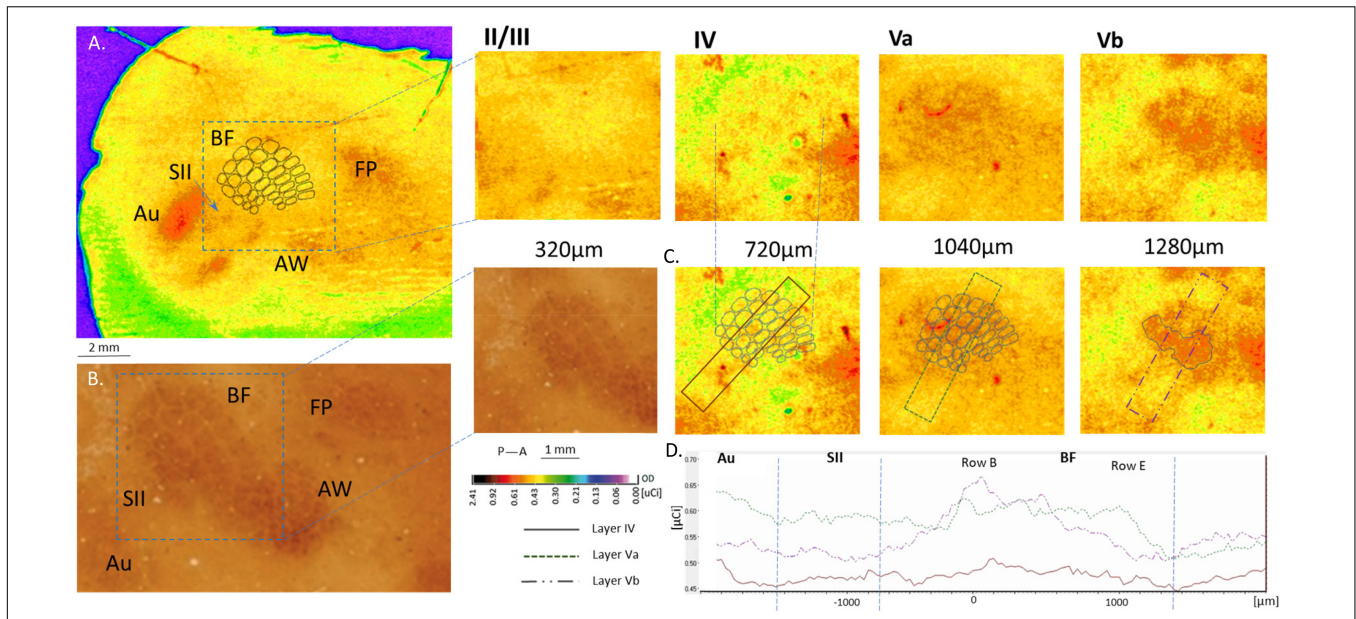 A.
BF
SII
Au
FP
AW
2 mm
II/III
IV
Va
Vb
320µm
C.
720µm
1040µm
1280µm
B.
BF
FP
SII
AW
Au
P—A
1 mm
OD
[uCi]
2.41
0.92
0.61
0.43
0.30
0.21
0.13
0.06
0.00
Layer IV
Layer Va
Layer Vb
D.
Au
SII
Row B
BF
Row E
[µCi]
0.70
0.65
0.60
0.55
0.50
0.45
-1000
0
1000
[µm]